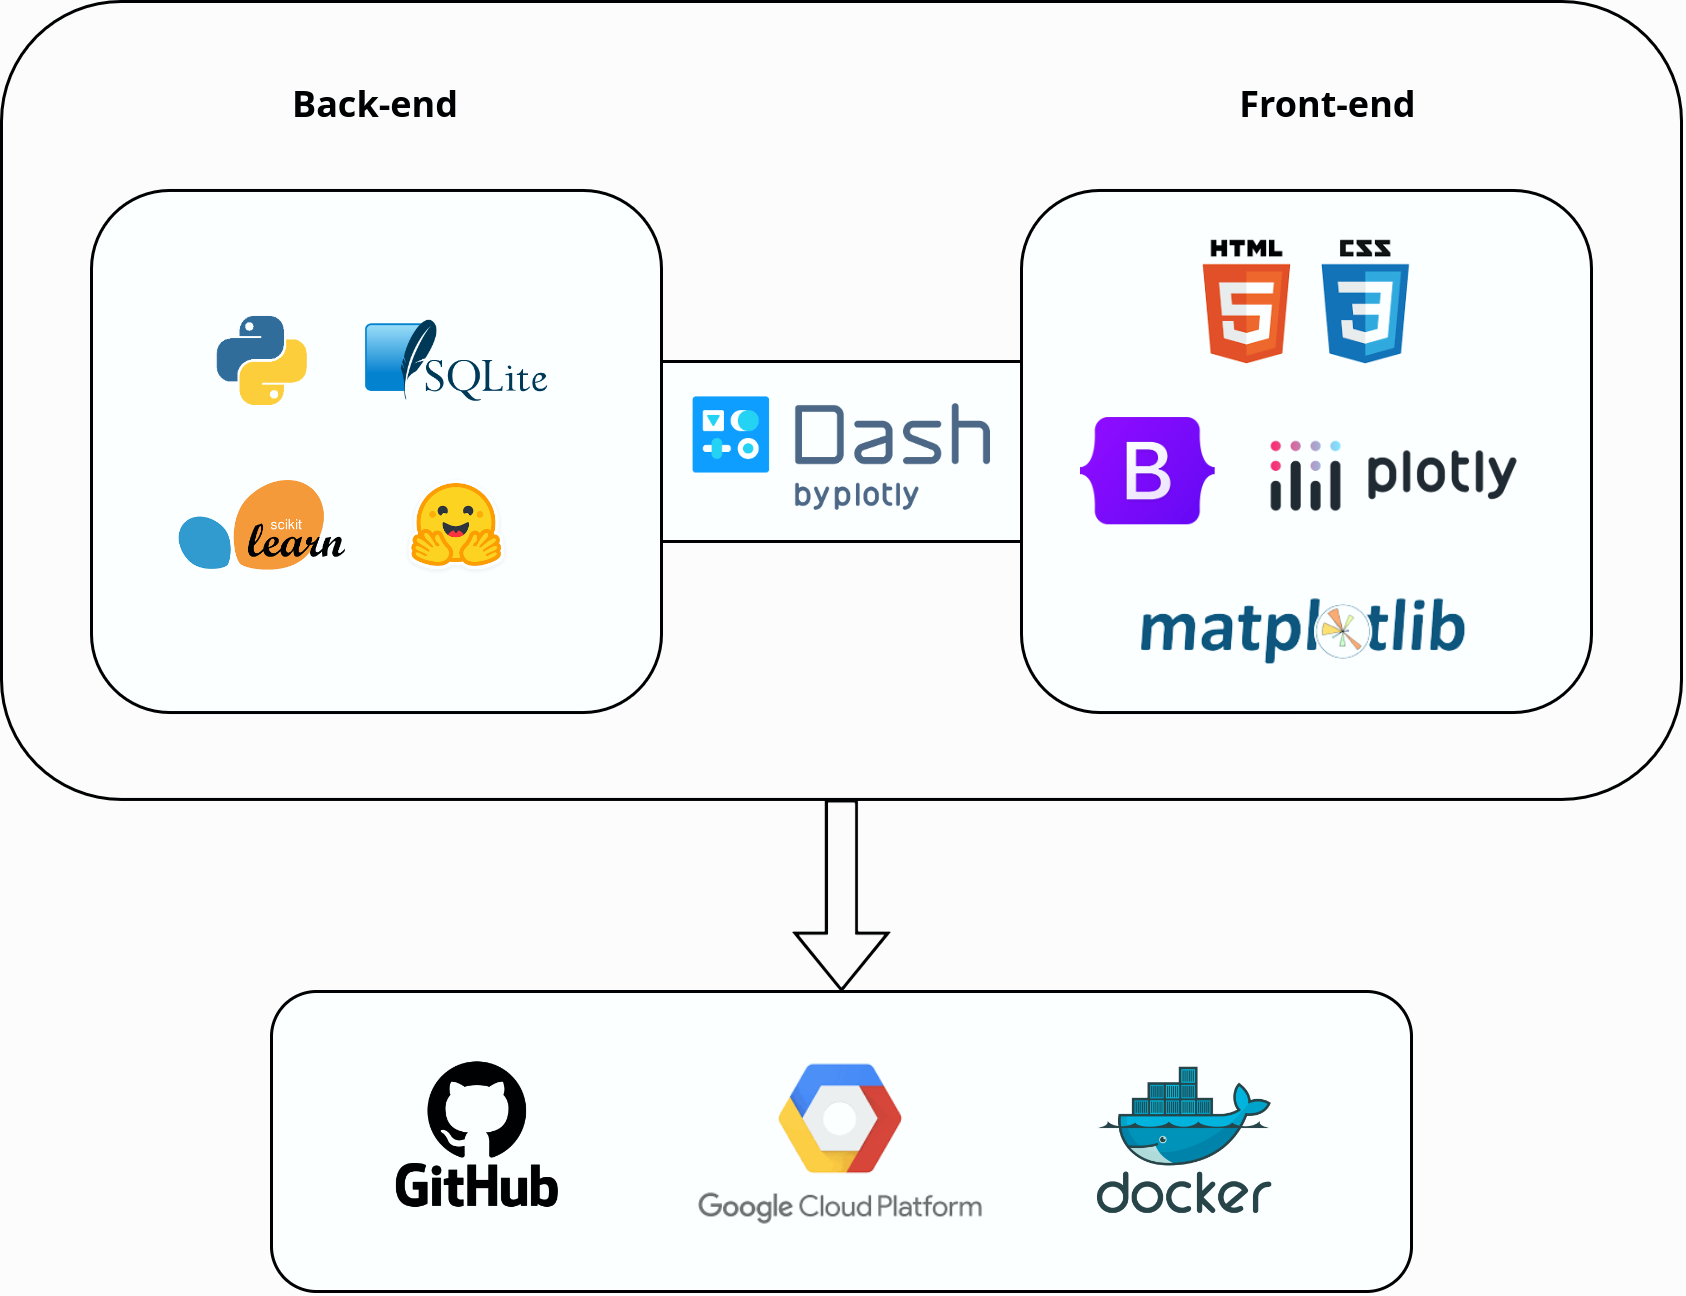 Back-end
Front-end
HTML
CSS
5
3
SQLite
Dash
by plotly
B
plotly
scikit
learn
matplotlib
GitHub
Google Cloud Platform
docker